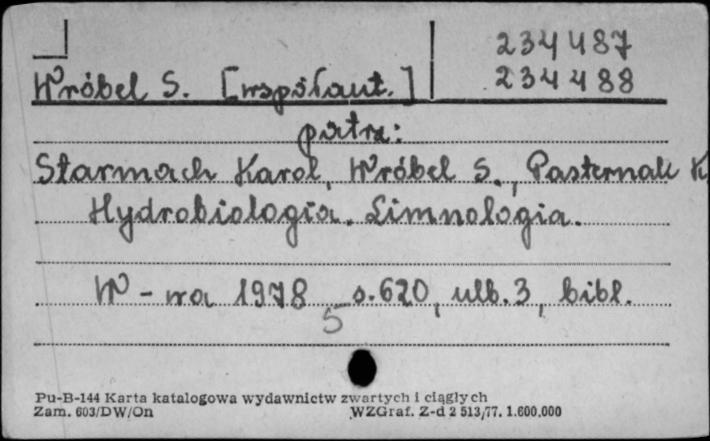 234487
Wróbel S. [współaut.] 234488
patrz:
Starmach Karol, Wróbel S., Pasternak K
Hydrobiologia. Limnologia.
W-wa 1978 s.620, ulb.3, bibl.
5
Pu-B-144 Karta katalogowa wydawnictw zwartych i ciągłych
Zam. 603/DW/On WZGraf. Z-d 2 513/77. 1.600.000